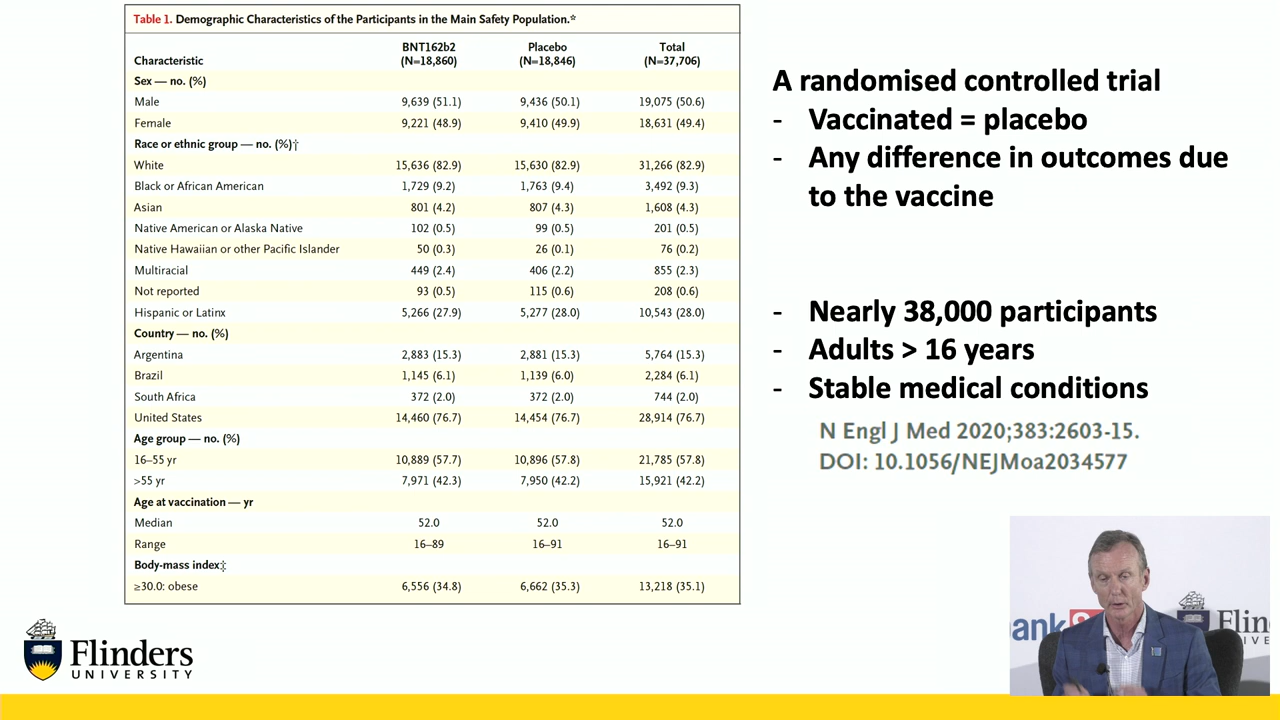 Table 1. Demographic Characteristics of the Participants in the Main Safety Population.*
Characteristic BNT162b2 (N=18,860) Placebo (N=18,846) Total (N=37,706)
Sex — no. (%)
Male 9,639 (51.1) 9,436 (50.1) 19,075 (50.6)
Female 9,221 (48.9) 9,410 (49.9) 18,631 (49.4)
Race or ethnic group — no. (%)†
White 15,636 (82.9) 15,630 (82.9) 31,266 (82.9)
Black or African American 1,729 (9.2) 1,763 (9.4) 3,492 (9.3)
Asian 801 (4.2) 807 (4.3) 1,608 (4.3)
Native American or Alaska Native 102 (0.5) 99 (0.5) 201 (0.5)
Native Hawaiian or other Pacific Islander 50 (0.3) 26 (0.1) 76 (0.2)
Multiracial 449 (2.4) 406 (2.2) 855 (2.3)
Not reported 93 (0.5) 115 (0.6) 208 (0.6)
Hispanic or Latinx 5,266 (27.9) 5,277 (28.0) 10,543 (28.0)
Country — no. (%)
Argentina 2,883 (15.3) 2,881 (15.3) 5,764 (15.3)
Brazil 1,145 (6.1) 1,139 (6.0) 2,284 (6.1)
South Africa 372 (2.0) 372 (2.0) 744 (2.0)
United States 14,460 (76.7) 14,454 (76.7) 28,914 (76.7)
Age group — no. (%)
16–55 yr 10,889 (57.7) 10,896 (57.8) 21,785 (57.8)
>55 yr 7,971 (42.3) 7,950 (42.2) 15,921 (42.2)
Age at vaccination — yr
Median 52.0 52.0 52.0
Range 16–89 16–91 16–91
Body-mass index‡
≥30.0: obese 6,556 (34.8) 6,662 (35.3) 13,218 (35.1)
A randomised controlled trial
- Vaccinated = placebo
- Any difference in outcomes due
to the vaccine
- Nearly 38,000 participants
- Adults > 16 years
- Stable medical conditions
N Engl J Med 2020;383:2603-15.
DOI: 10.1056/NEJMoa2034577
Flinders
UNIVERSITY
ank
Flin
IVE